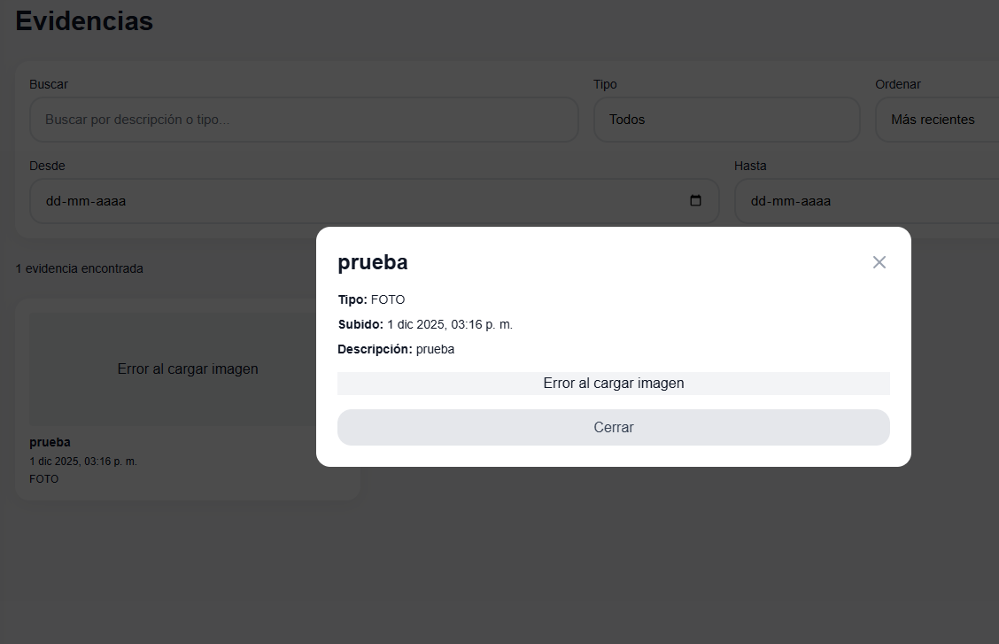 Evidencias
Buscar
Tipo
Ordenar
Buscar por descripción o tipo...
Todos
Más recientes
Desde
Hasta
dd-mm-aaaa
dd-mm-aaaa
1 evidencia encontrada
Error al cargar imagen
prueba
1 dic 2025, 03:16 p. m.
FOTO
prueba
Tipo: FOTO
Subido: 1 dic 2025, 03:16 p. m.
Descripción: prueba
Error al cargar imagen
Cerrar